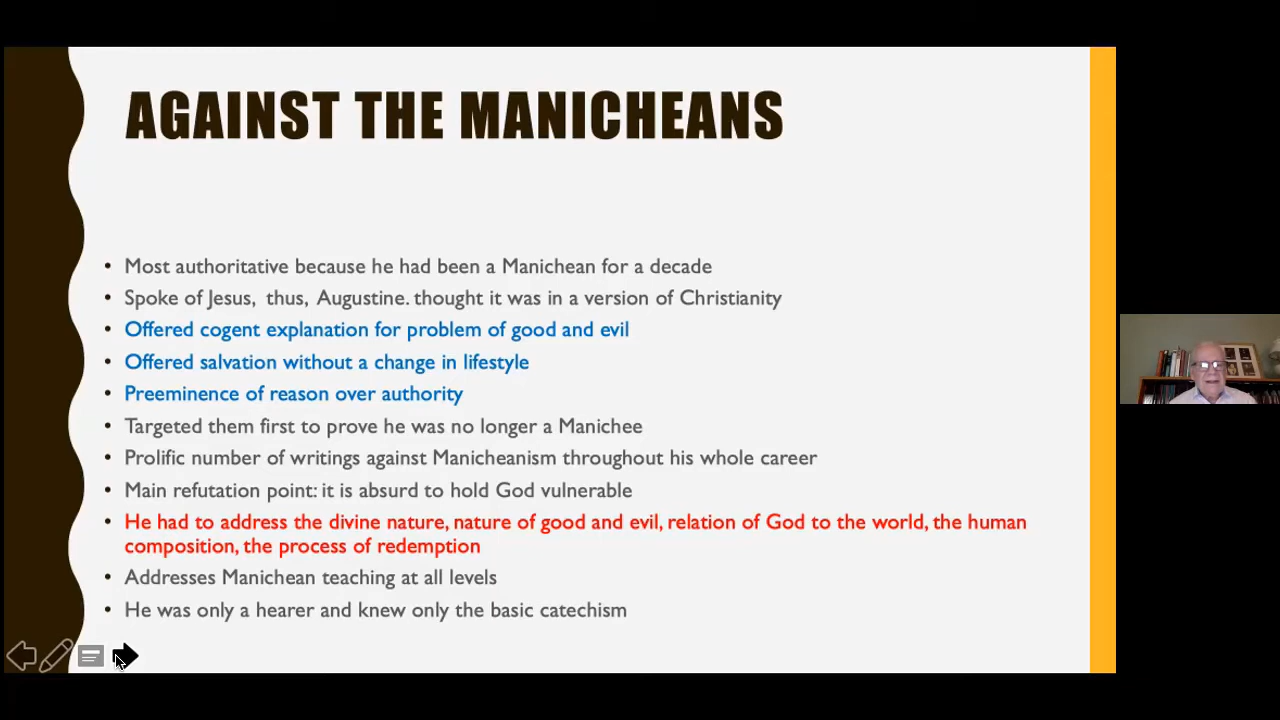 AGAINST THE MANICHEANS
• Most authoritative because he had been a Manichean for a decade
• Spoke of Jesus, thus, Augustine. thought it was in a version of Christianity
• Offered cogent explanation for problem of good and evil
• Offered salvation without a change in lifestyle
• Preeminence of reason over authority
• Targeted them first to prove he was no longer a Manichee
• Prolific number of writings against Manicheanism throughout his whole career
• Main refutation point: it is absurd to hold God vulnerable
• He had to address the divine nature, nature of good and evil, relation of God to the world, the human
composition, the process of redemption
• Addresses Manichean teaching at all levels
• He was only a hearer and knew only the basic catechism